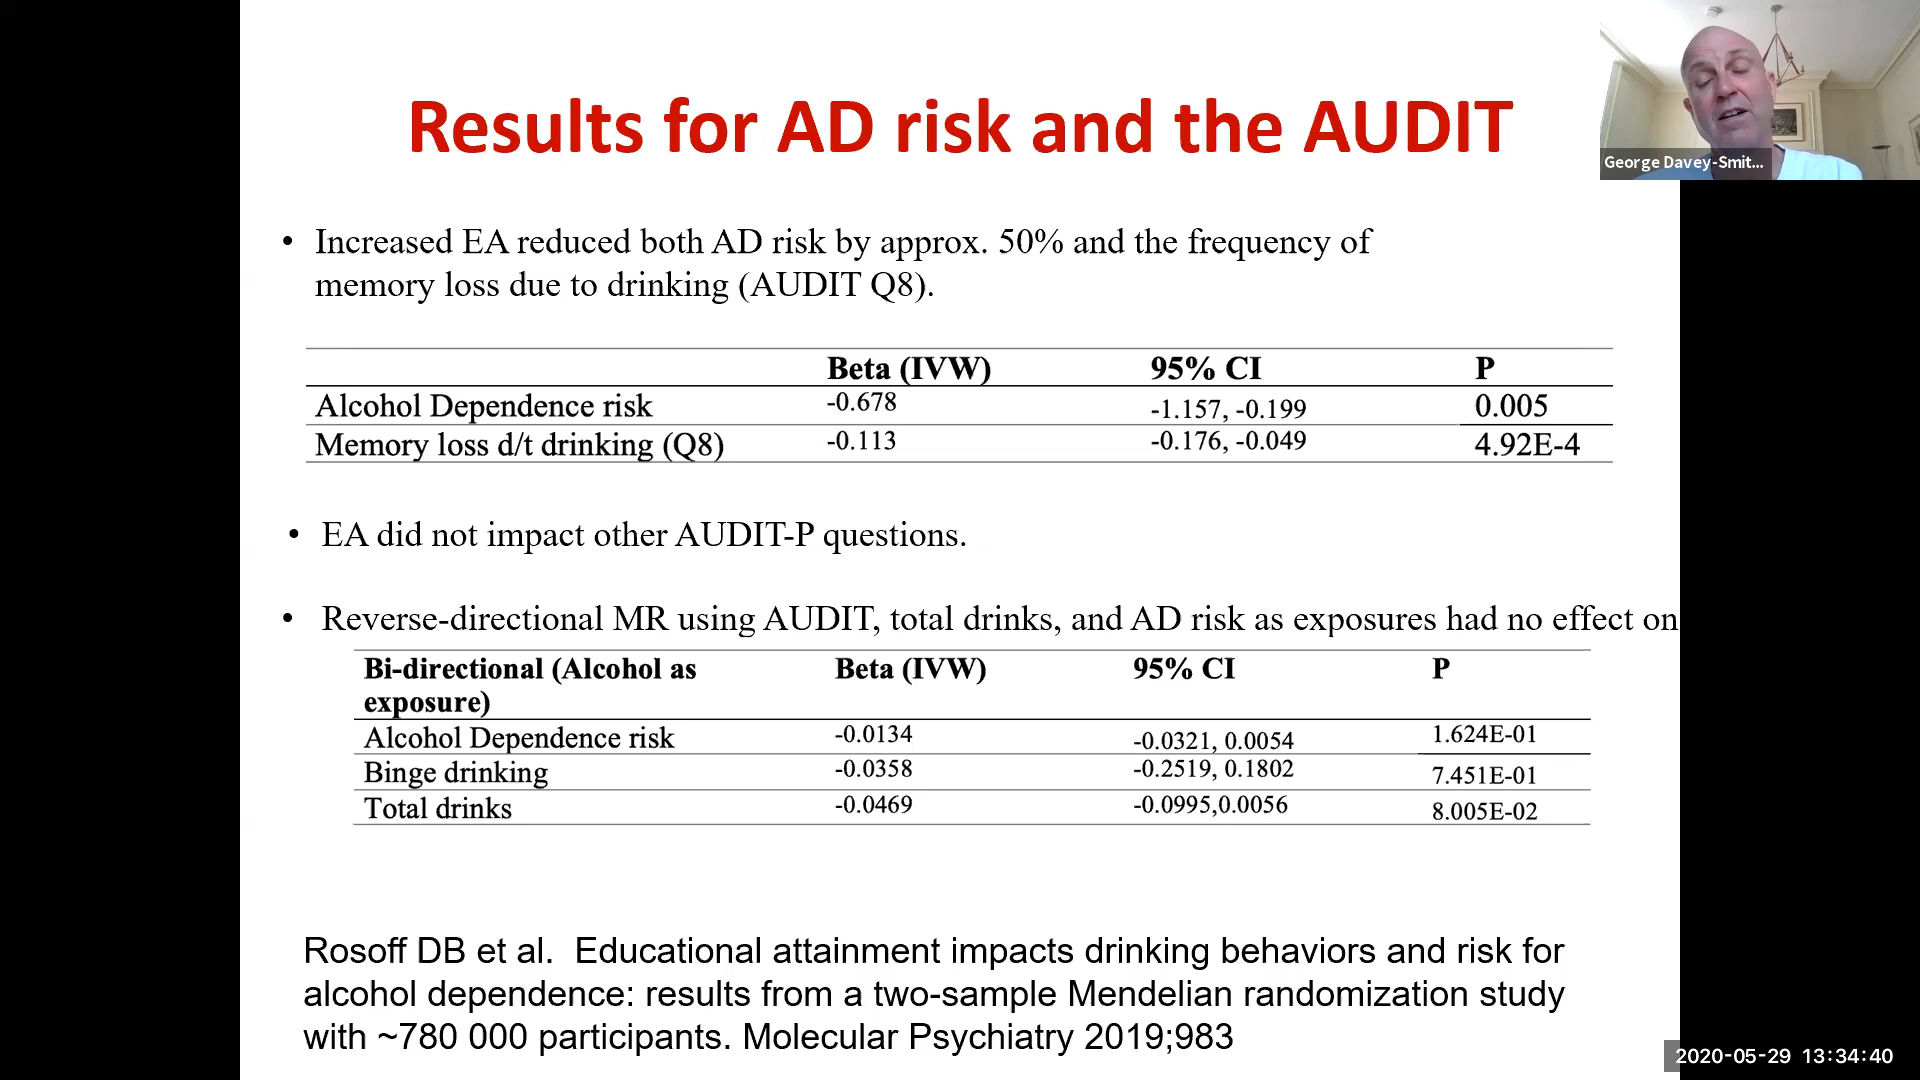 Results for AD risk and the AUDIT
George Davey-Smit...
• Increased EA reduced both AD risk by approx. 50% and the frequency of
memory loss due to drinking (AUDIT Q8).
Beta (IVW) 95% CI P
Alcohol Dependence risk -0.678 -1.157, -0.199 0.005
Memory loss d/t drinking (Q8) -0.113 -0.176, -0.049 4.92E-4
• EA did not impact other AUDIT-P questions.
• Reverse-directional MR using AUDIT, total drinks, and AD risk as exposures had no effect on
Bi-directional (Alcohol as Beta (IVW) 95% CI P
exposure)
Alcohol Dependence risk -0.0134 -0.0321, 0.0054 1.624E-01
Binge drinking -0.0358 -0.2519, 0.1802 7.451E-01
Total drinks -0.0469 -0.0995,0.0056 8.005E-02
Rosoff DB et al.  Educational attainment impacts drinking behaviors and risk for
alcohol dependence: results from a two-sample Mendelian randomization study
with ~780 000 participants. Molecular Psychiatry 2019;983
2020-05-29 13:34:40